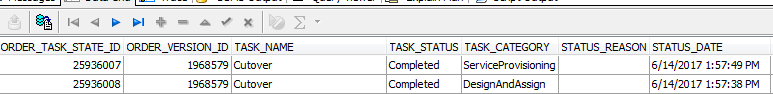 ORDER_TASK_STATE_ID ORDER_VERSION_ID TASK_NAME TASK_STATUS TASK_CATEGORY STATUS_REASON STATUS_DATE
25936007 1968579 Cutover Completed ServiceProvisioning 6/14/2017 1:57:49 PM
25936008 1968579 Cutover Completed DesignAndAssign 6/14/2017 1:57:38 PM